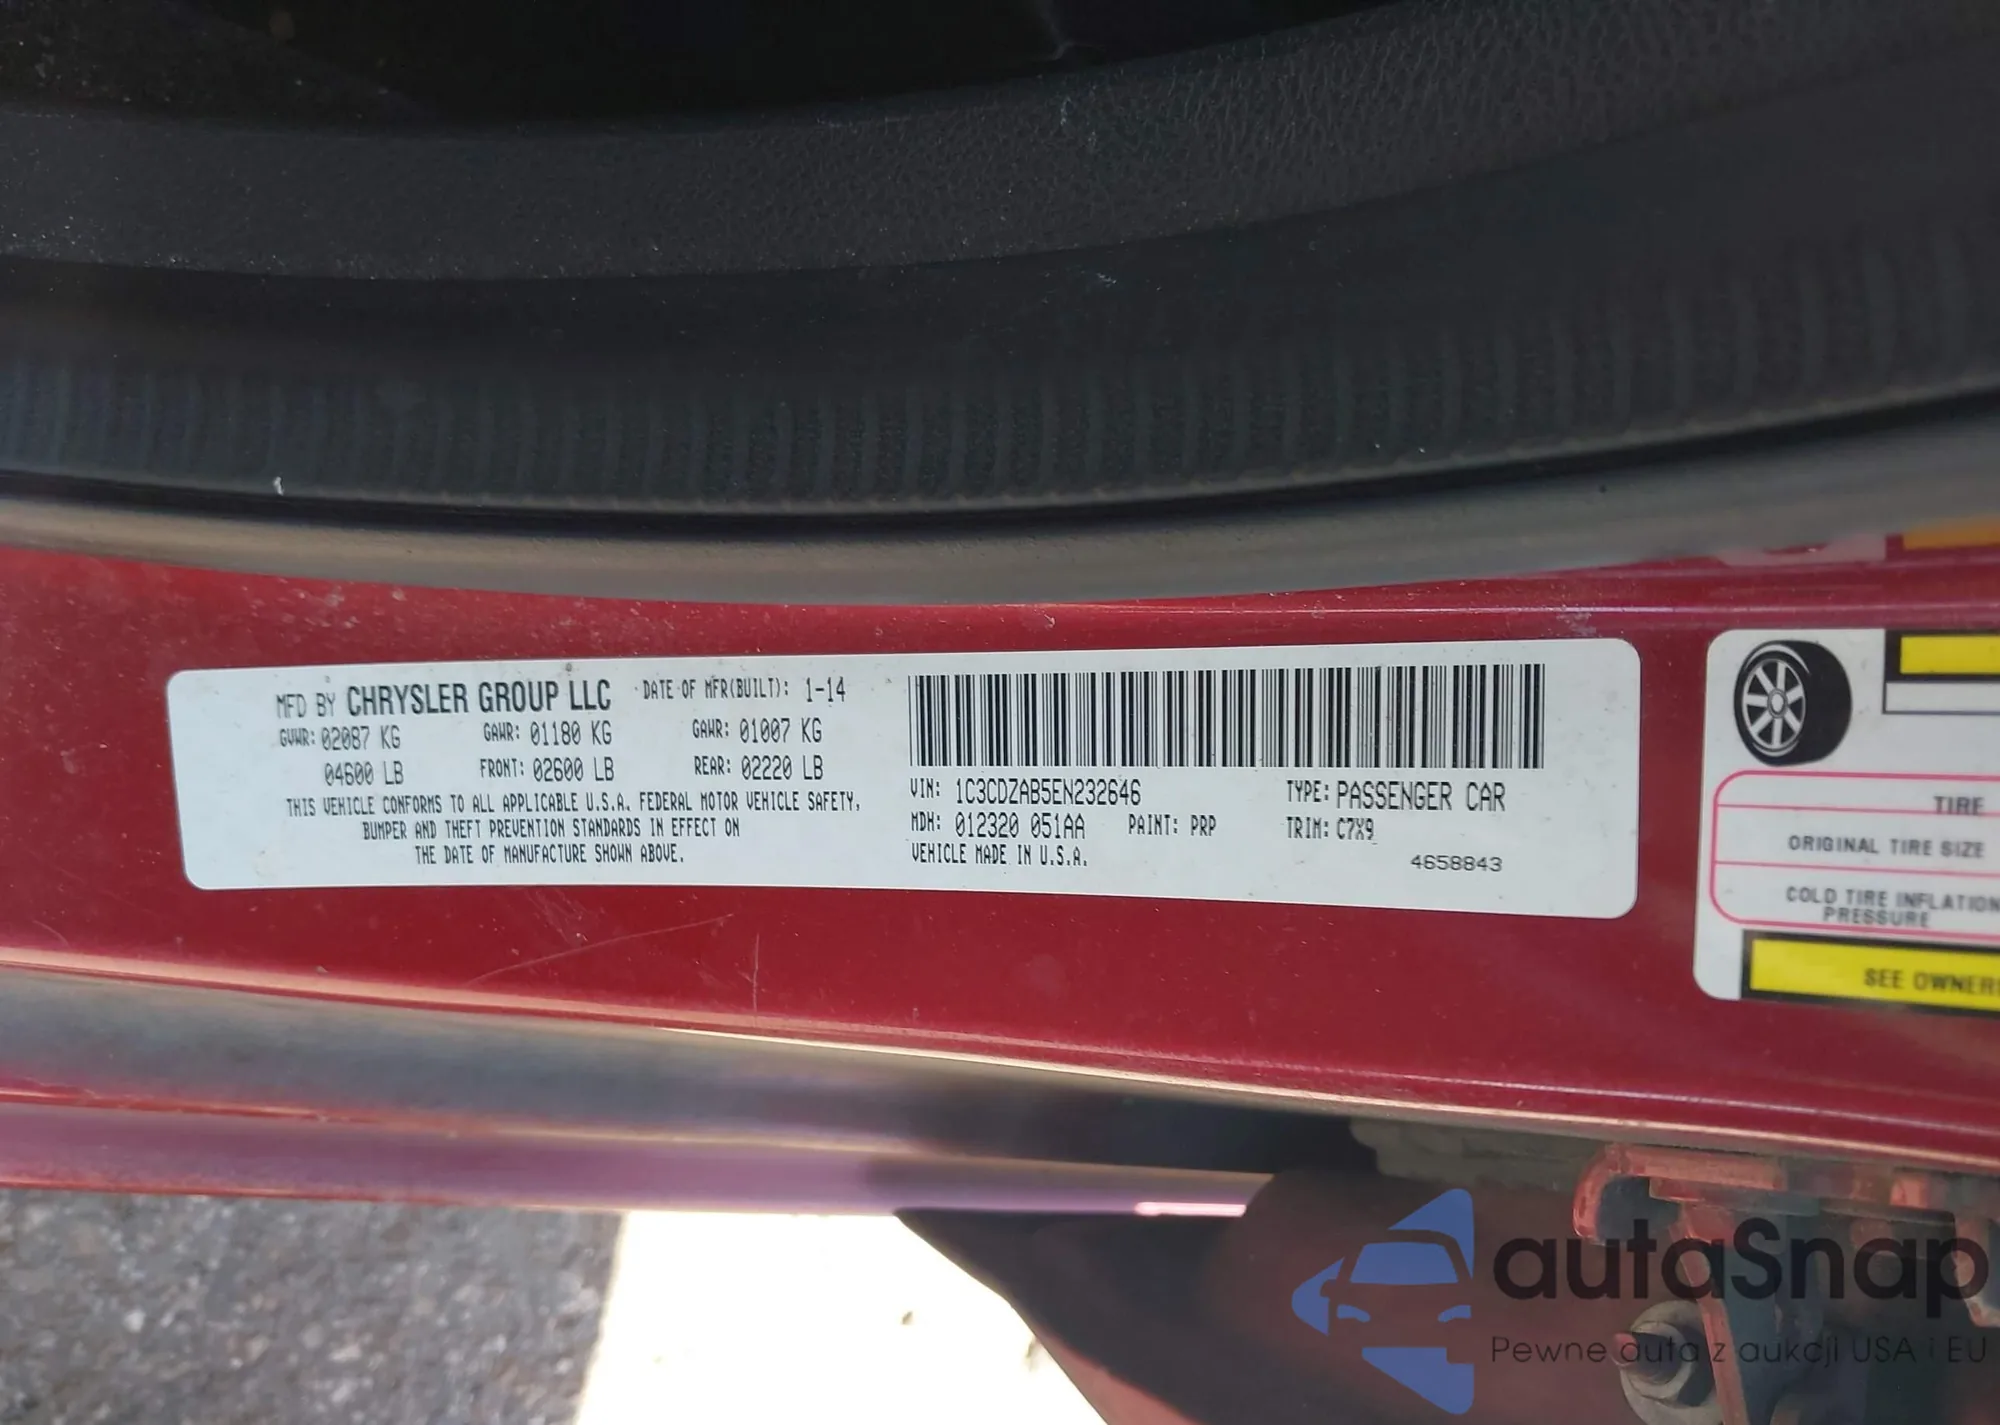 MFD BY CHRYSLER GROUP LLC DATE OF MFR(BUILT): 1-14
GVWR: 02087 KG GAWR: 01180 KG GAWR: 01007 KG
04600 LB FRONT: 02600 LB REAR: 02220 LB
THIS VEHICLE CONFORMS TO ALL APPLICABLE U.S.A. FEDERAL MOTOR VEHICLE SAFETY,
BUMPER AND THEFT PREVENTION STANDARDS IN EFFECT ON
THE DATE OF MANUFACTURE SHOWN ABOVE.
VIN: 1C3CDZAB5EN232646 TYPE: PASSENGER CAR
MDH: 012320 051AA PAINT: PRP TRIM: C7X9
VEHICLE MADE IN U.S.A. 4658843
TIRE
ORIGINAL TIRE SIZE
COLD TIRE INFLATION
PRESSURE
SEE OWNER
autaSnap
Pewne auta z aukcji USA i EU